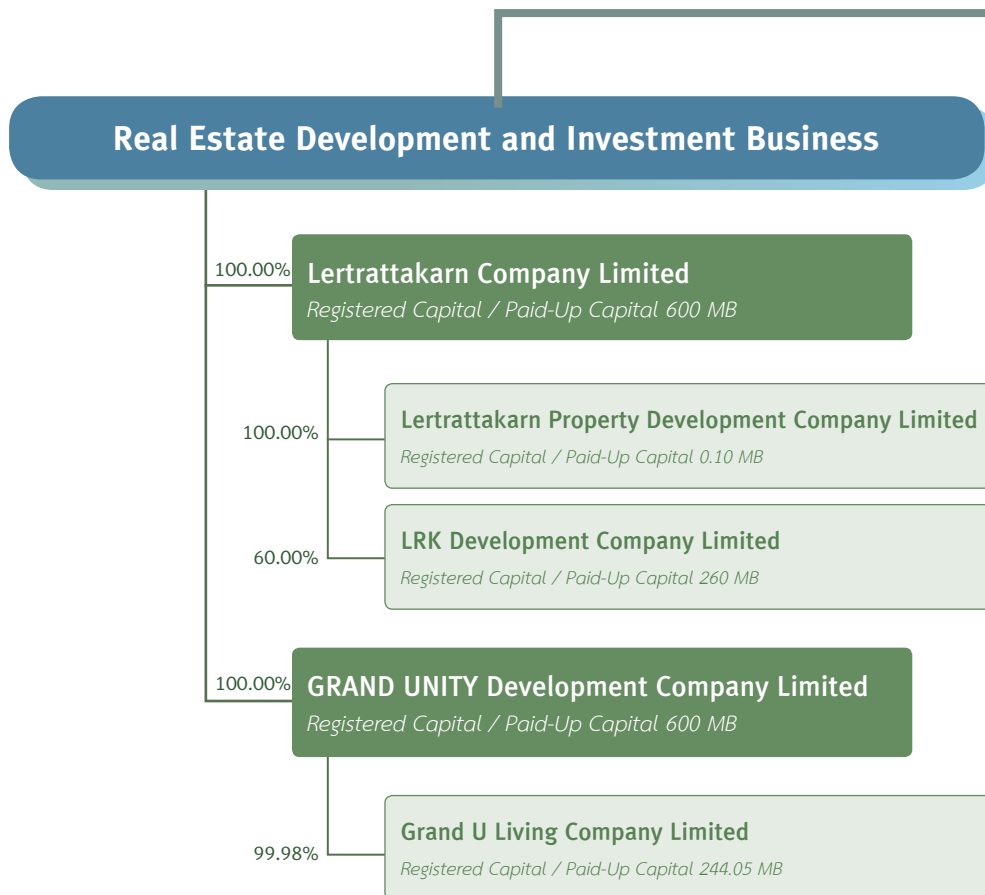 Real Estate Development and Investment Business
100.00%
Lertrattakarn Company Limited
Registered Capital / Paid-Up Capital 600 MB
100.00%
Lertrattakarn Property Development Company Limited
Registered Capital / Paid-Up Capital 0.10 MB
60.00%
LRK Development Company Limited
Registered Capital / Paid-Up Capital 260 MB
100.00%
GRAND UNITY Development Company Limited
Registered Capital / Paid-Up Capital 600 MB
99.98%
Grand U Living Company Limited
Registered Capital / Paid-Up Capital 244.05 MB